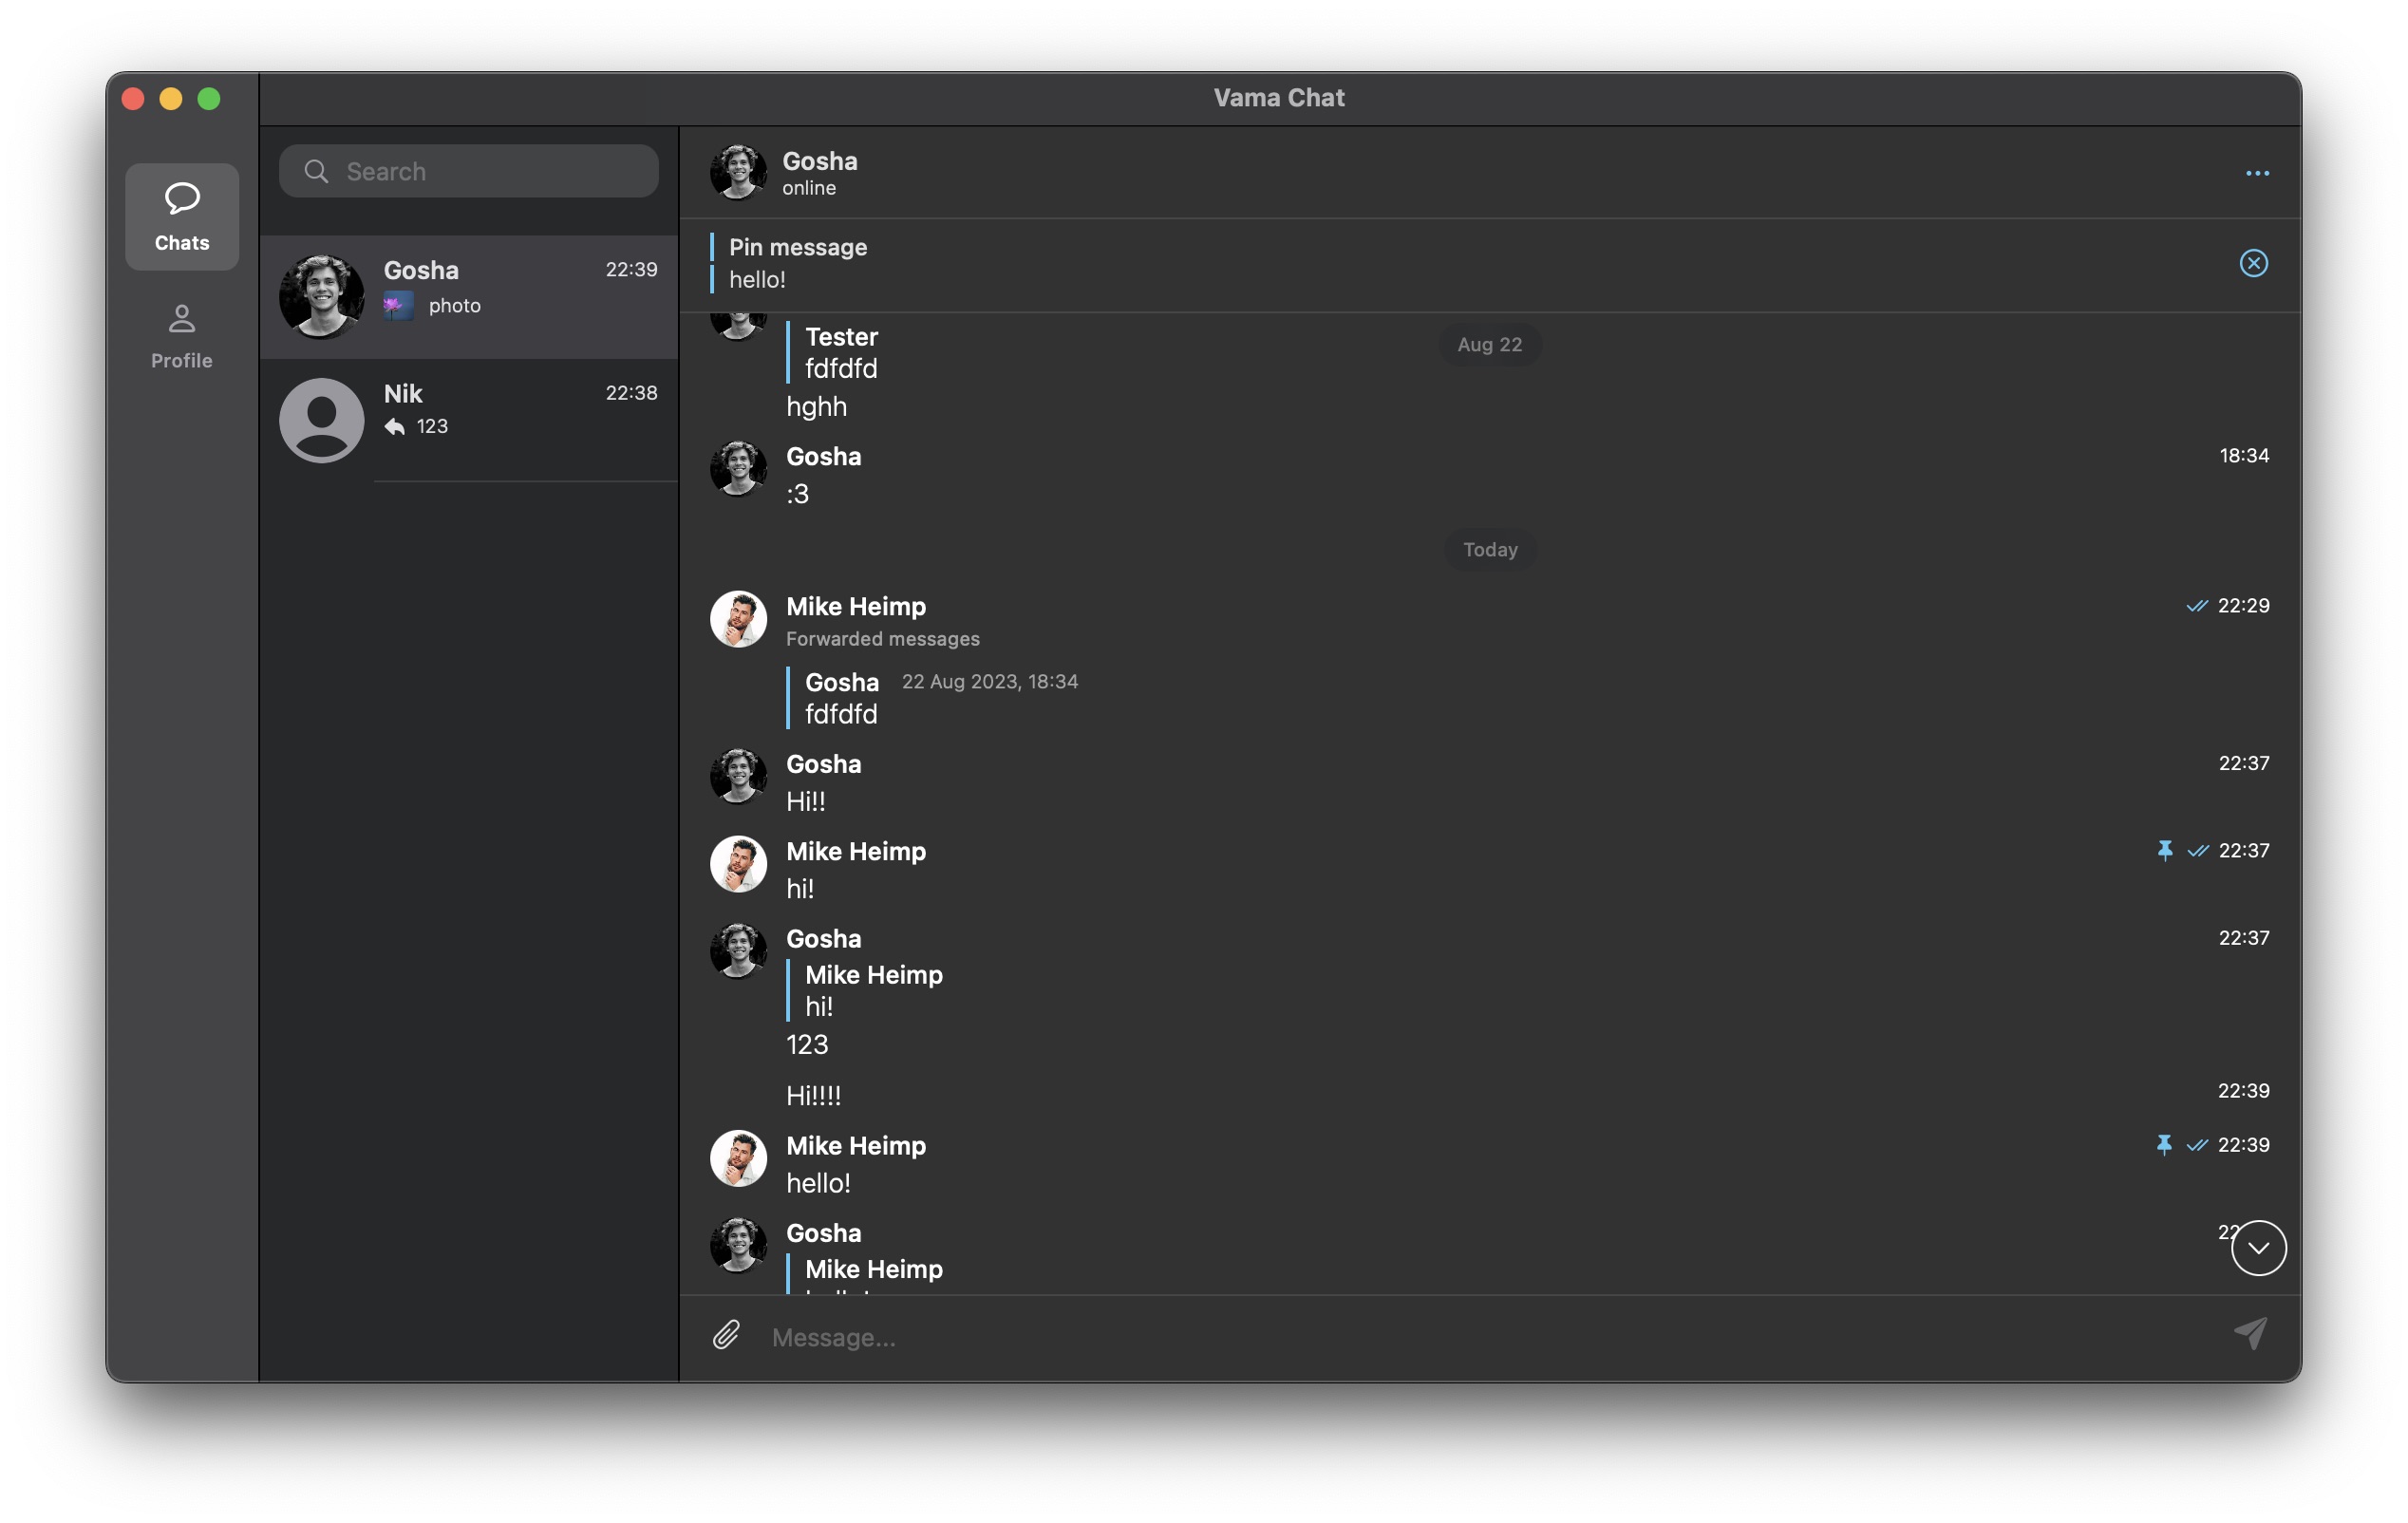 Vama Chat
Chats
Profile
Search
Gosha
22:39
photo
Nik
22:38
123
Gosha
online
Pin message
hello!
Aug 22
Tester
fdfdfd
hghh
Gosha
18:34
:3
Today
Mike Heimp
22:29
Forwarded messages
Gosha 22 Aug 2023, 18:34
fdfdfd
Gosha
22:37
Hi!!
Mike Heimp
22:37
hi!
Gosha
22:37
Mike Heimp
hi!
123
Hi!!!!
22:39
Mike Heimp
22:39
hello!
Gosha
Mike Heimp
Message...